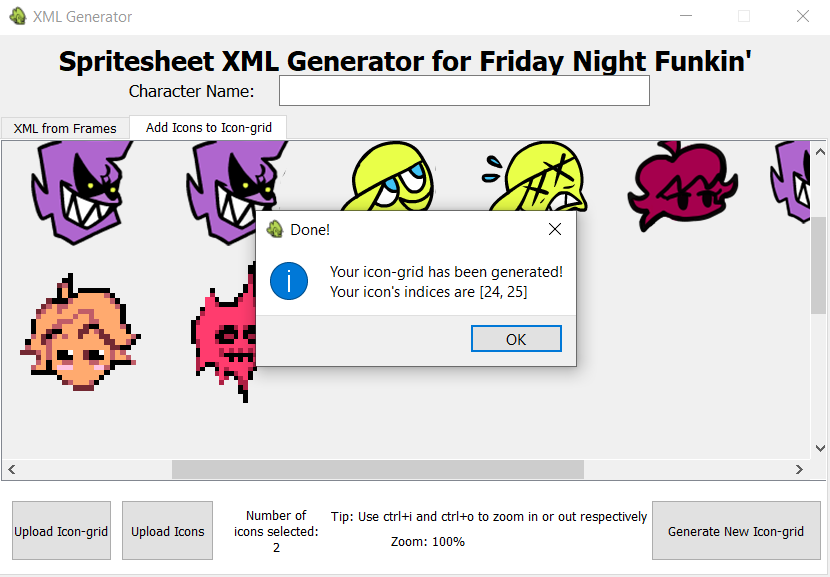 XML Generator
Spritesheet XML Generator for Friday Night Funkin'
Character Name:
XML from Frames
Add Icons to Icon-grid
Done!
Your icon-grid has been generated!
Your icon's indices are [24, 25]
OK
Upload Icon-grid
Upload Icons
Number of
icons selected:
2
Tip: Use ctrl+i and ctrl+o to zoom in or out respectively
Zoom: 100%
Generate New Icon-grid